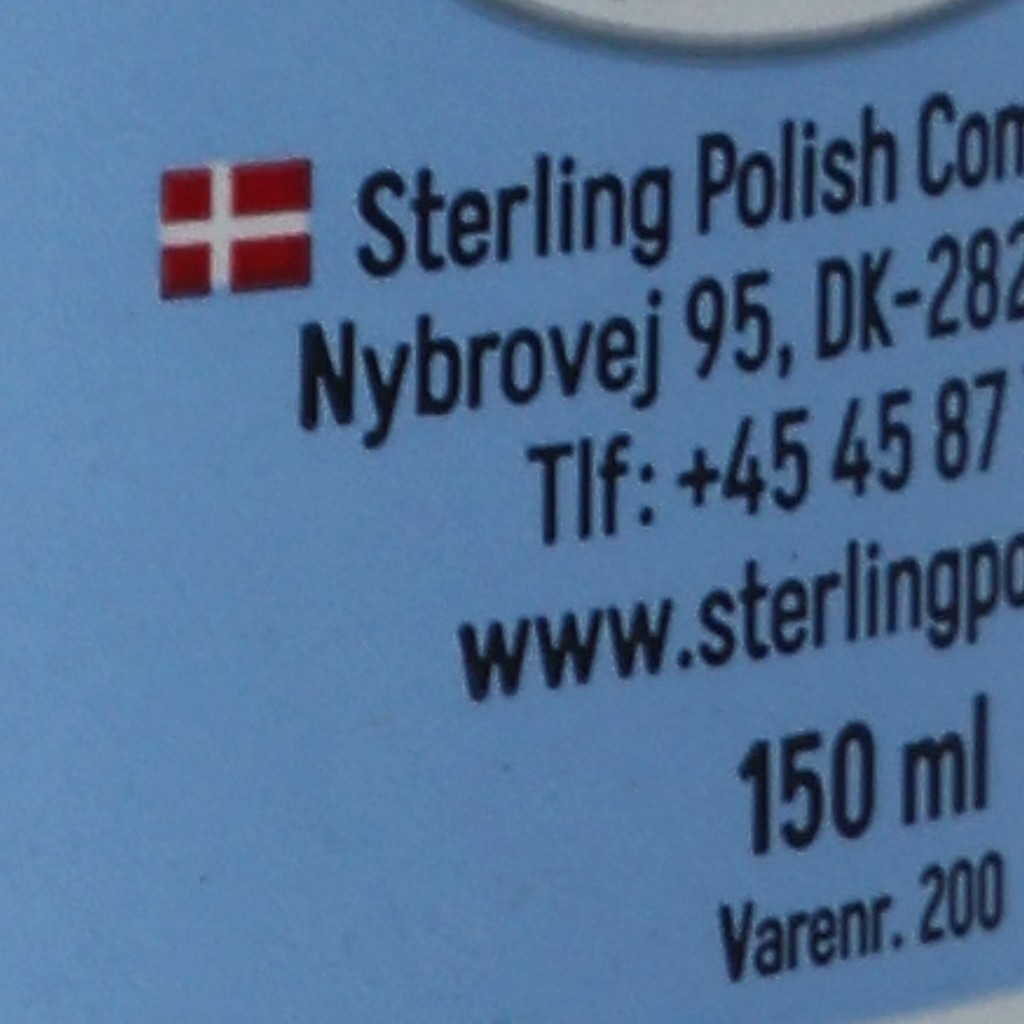 Sterling Polish Com
Nybrovej 95, DK-282
Tlf: +45 45 87
www.sterlingpo
150 ml
Varenr. 200